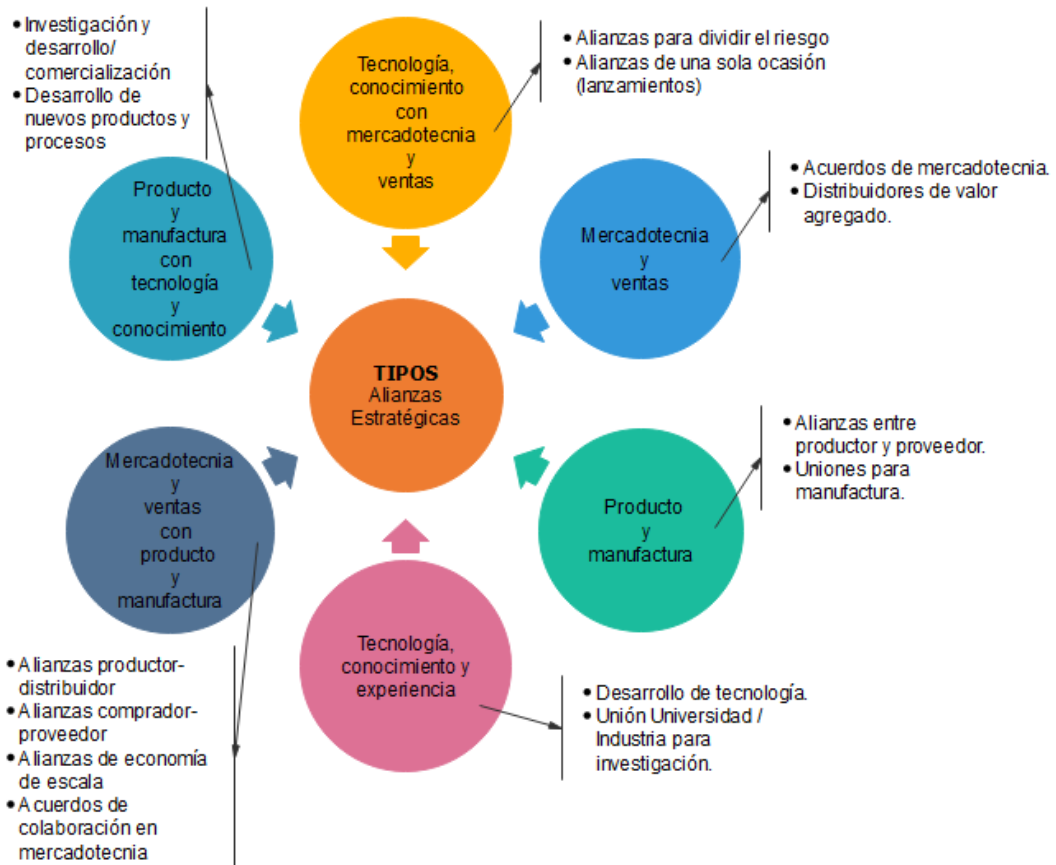 • Investigación y
desarrollo/
comercialización
• Desarrollo de
nuevos productos y
procesos
Tecnología,
conocimiento
con
mercadotecnia
y
ventas
• Alianzas para dividir el riesgo
• Alianzas de una sola ocasión
(lanzamientos)
Producto
y
manufactura
con
tecnología
y
conocimiento
Mercadotecnia
y
ventas
• Acuerdos de mercadotecnia.
• Distribuidores de valor
agregado.
TIPOS
Alianzas
Estratégicas
Mercadotecnia
y
ventas
con
producto
y
manufactura
Producto
y
manufactura
• Alianzas entre
productor y proveedor.
• Uniones para
manufactura.
• Alianzas productor-
distribuidor
• Alianzas comprador-
proveedor
• Alianzas de economía
de escala
• Acuerdos de
colaboración en
mercadotecnia
Tecnología,
conocimiento y
experiencia
• Desarrollo de tecnología.
• Unión Universidad /
Industria para
investigación.